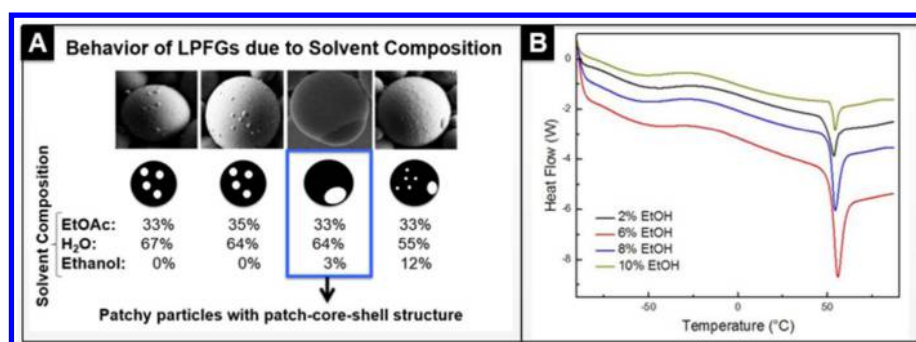 A
Behavior of LPFGs due to Solvent Composition
Solvent Composition
EtOAc: 33% 35% 33% 33%
H₂O: 67% 64% 64% 55%
Ethanol: 0% 0% 3% 12%
Patchy particles with patch-core-shell structure
B
Heat Flow (W)
0
-2
-4
-6
-8
2% EtOH
6% EtOH
8% EtOH
10% EtOH
-50 0 50
Temperature (°C)